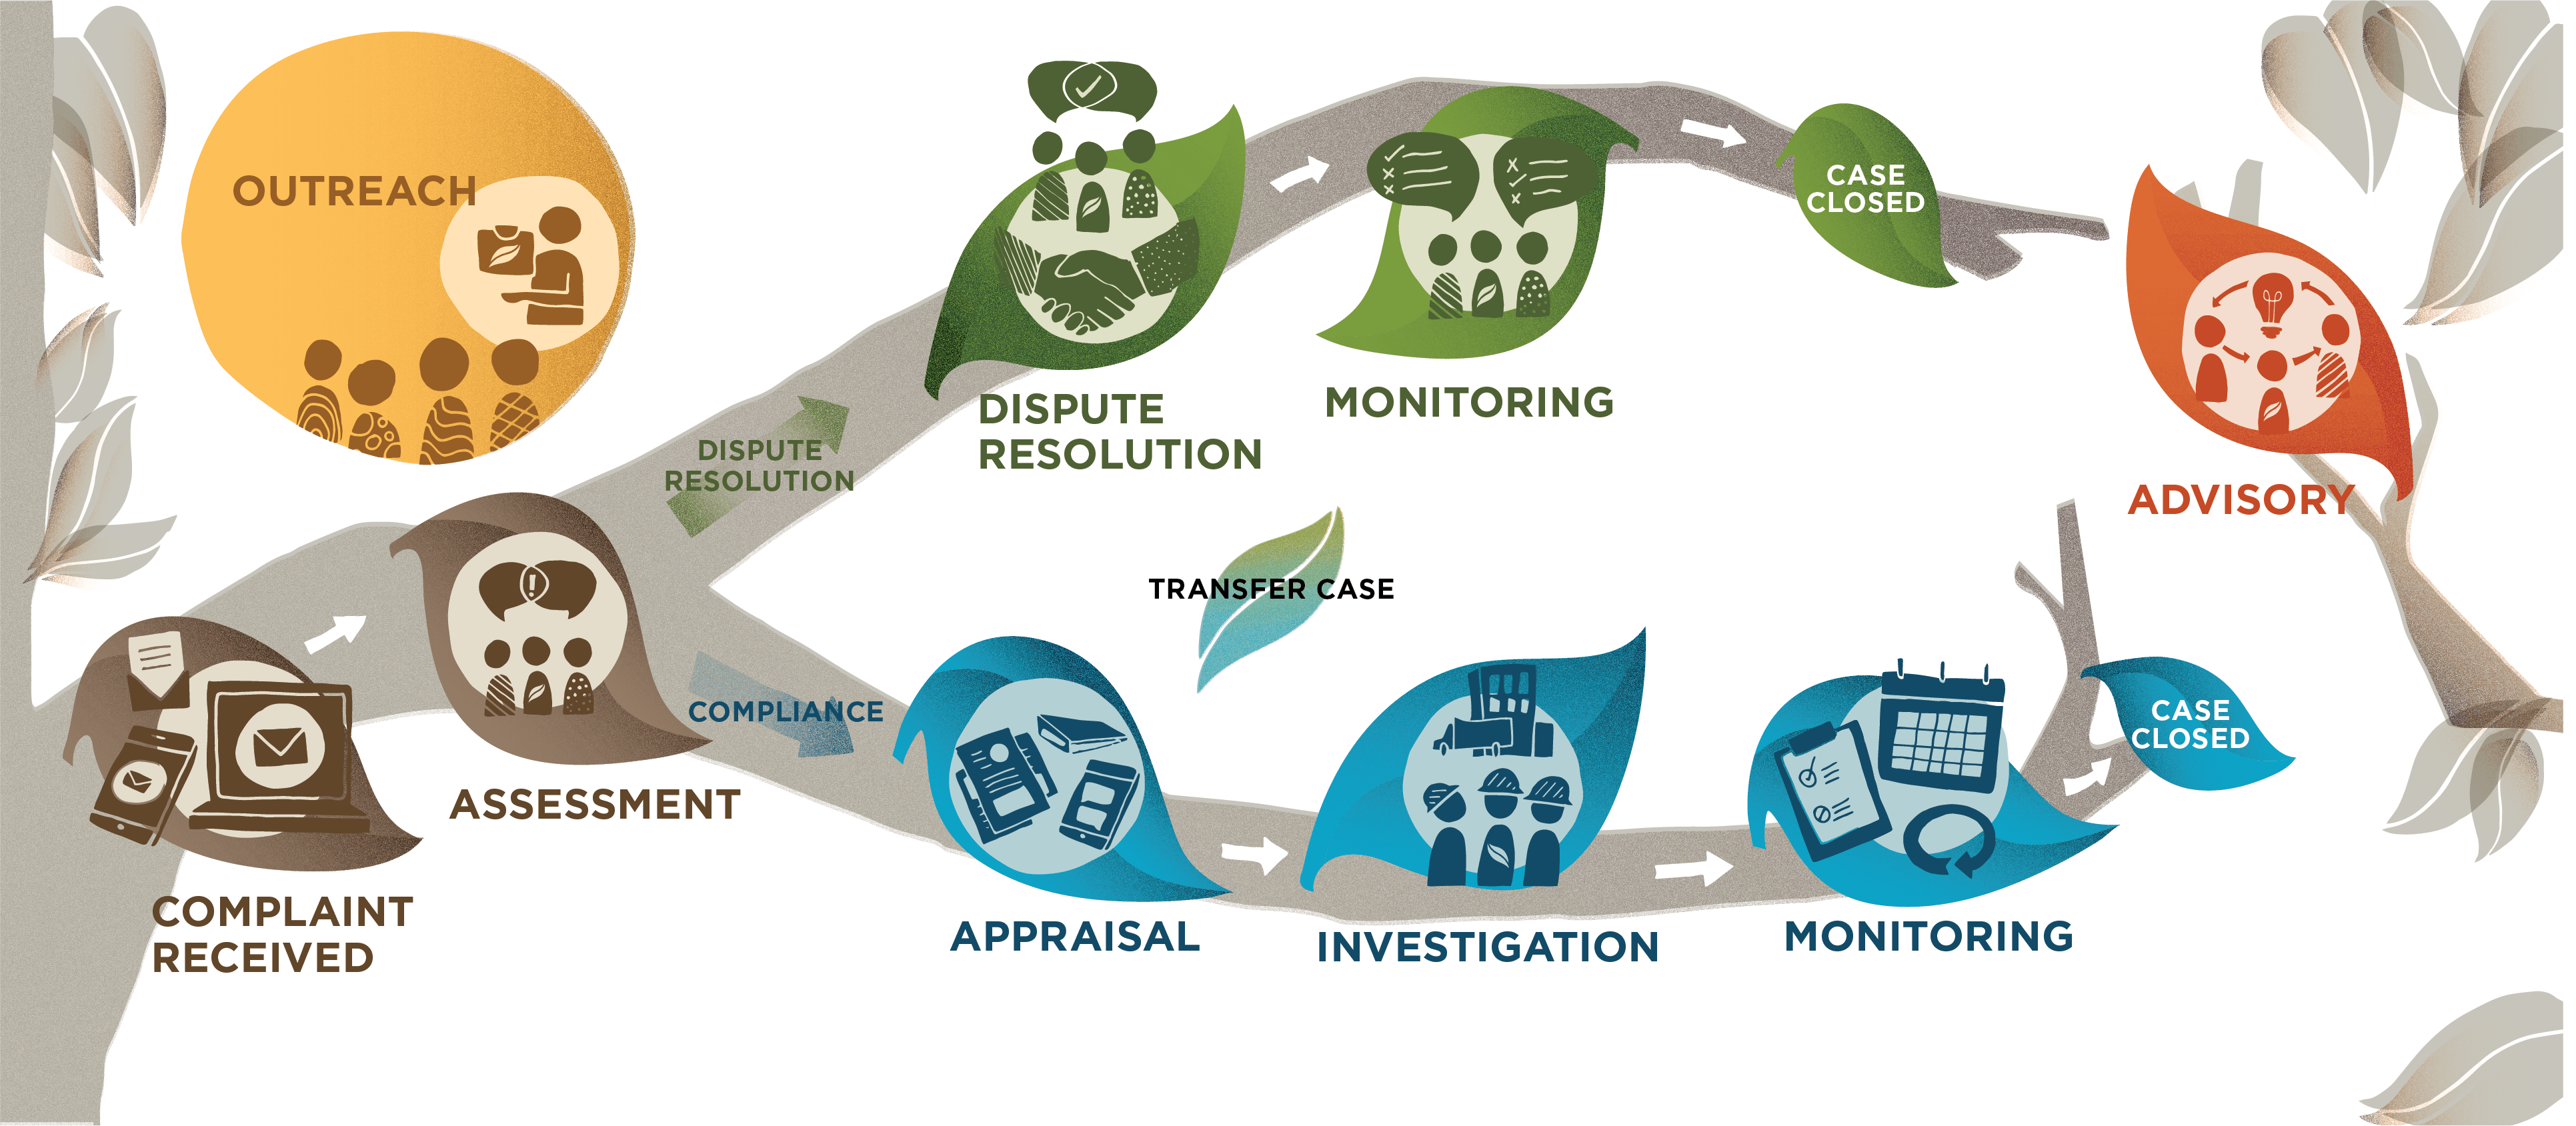 OUTREACH
COMPLAINT
RECEIVED
ASSESSMENT
DISPUTE
RESOLUTION
DISPUTE
RESOLUTION
MONITORING
CASE
CLOSED
TRANSFER CASE
COMPLIANCE
APPRAISAL
INVESTIGATION
MONITORING
CASE
CLOSED
ADVISORY